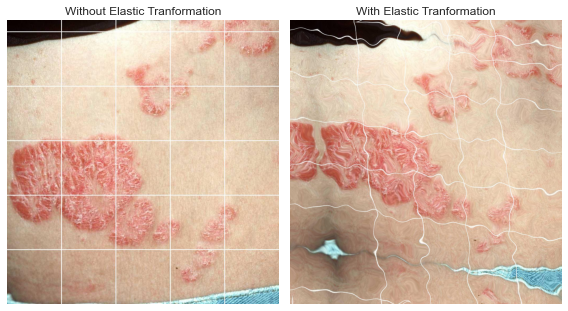 Without Elastic Tranformation
With Elastic Tranformation